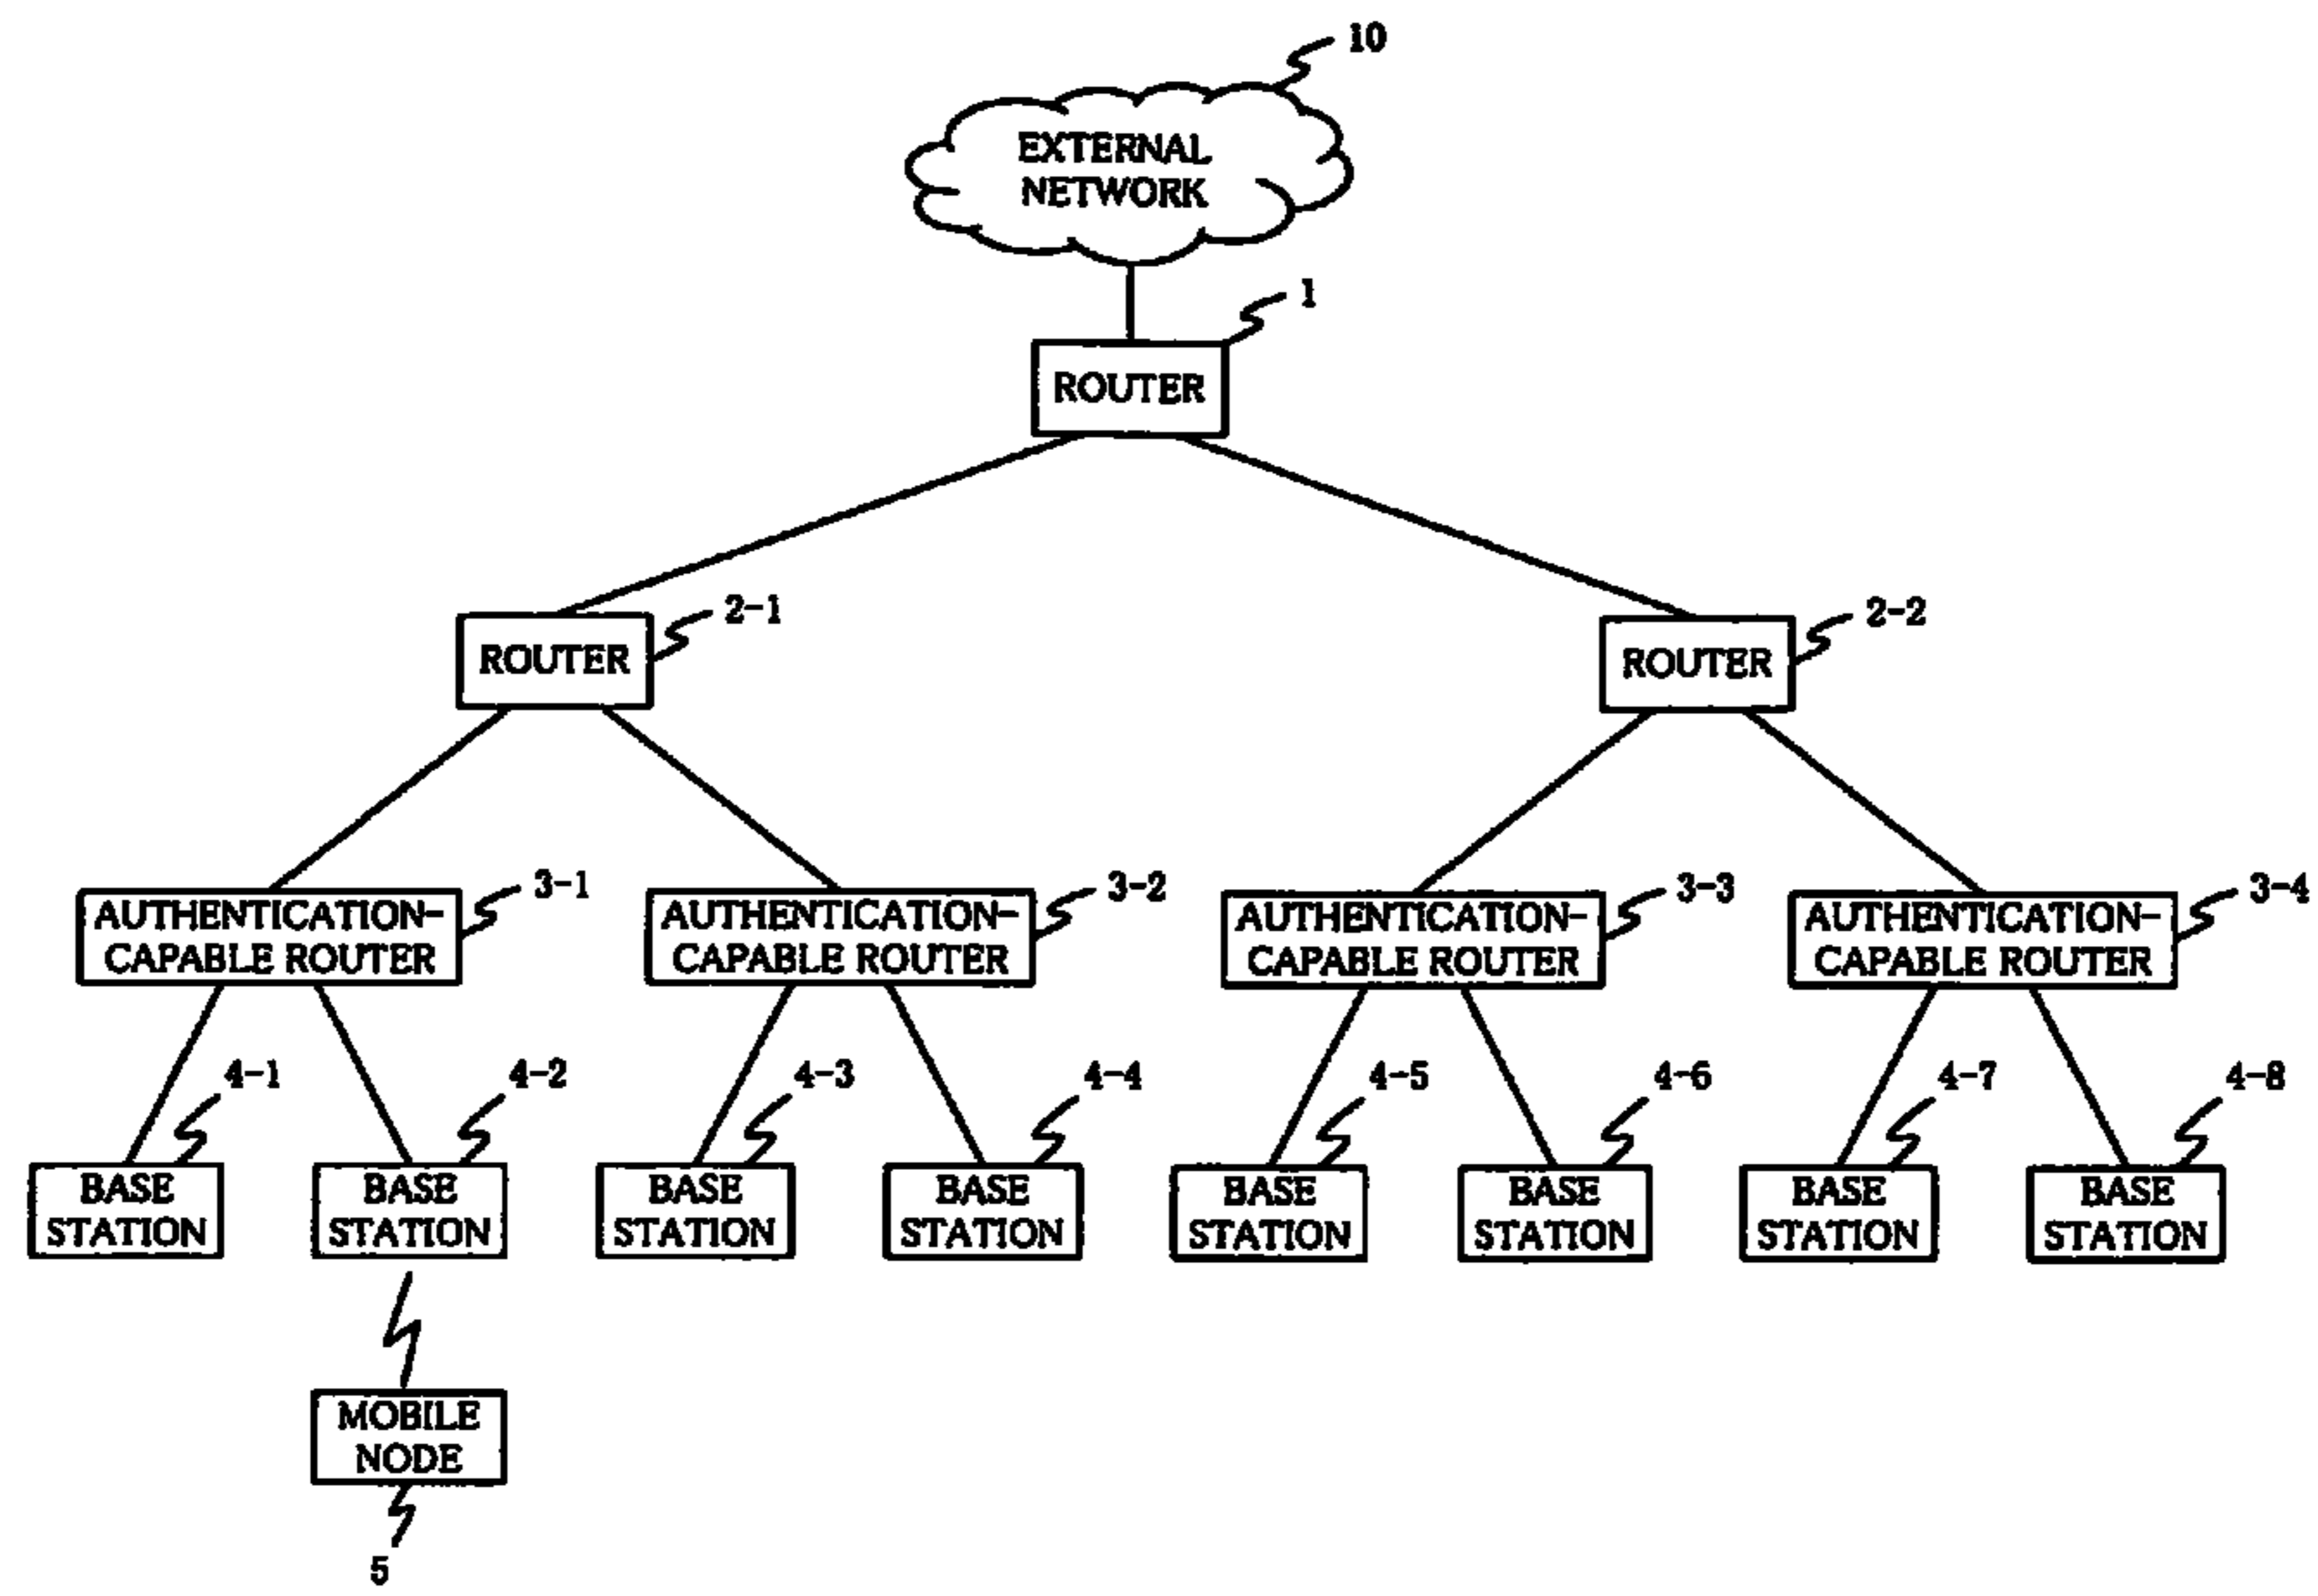 10
EXTERNAL
NETWORK
1
ROUTER
2-1
2-2
ROUTER
ROUTER
3-1
3-2
3-3
3-4
AUTHENTICATION-
CAPABLE ROUTER
AUTHENTICATION-
CAPABLE ROUTER
AUTHENTICATION-
CAPABLE ROUTER
AUTHENTICATION-
CAPABLE ROUTER
4-1
4-2
4-3
4-4
4-5
4-6
4-7
4-8
BASE
STATION
BASE
STATION
BASE
STATION
BASE
STATION
BASE
STATION
BASE
STATION
BASE
STATION
BASE
STATION
MOBILE
NODE
5